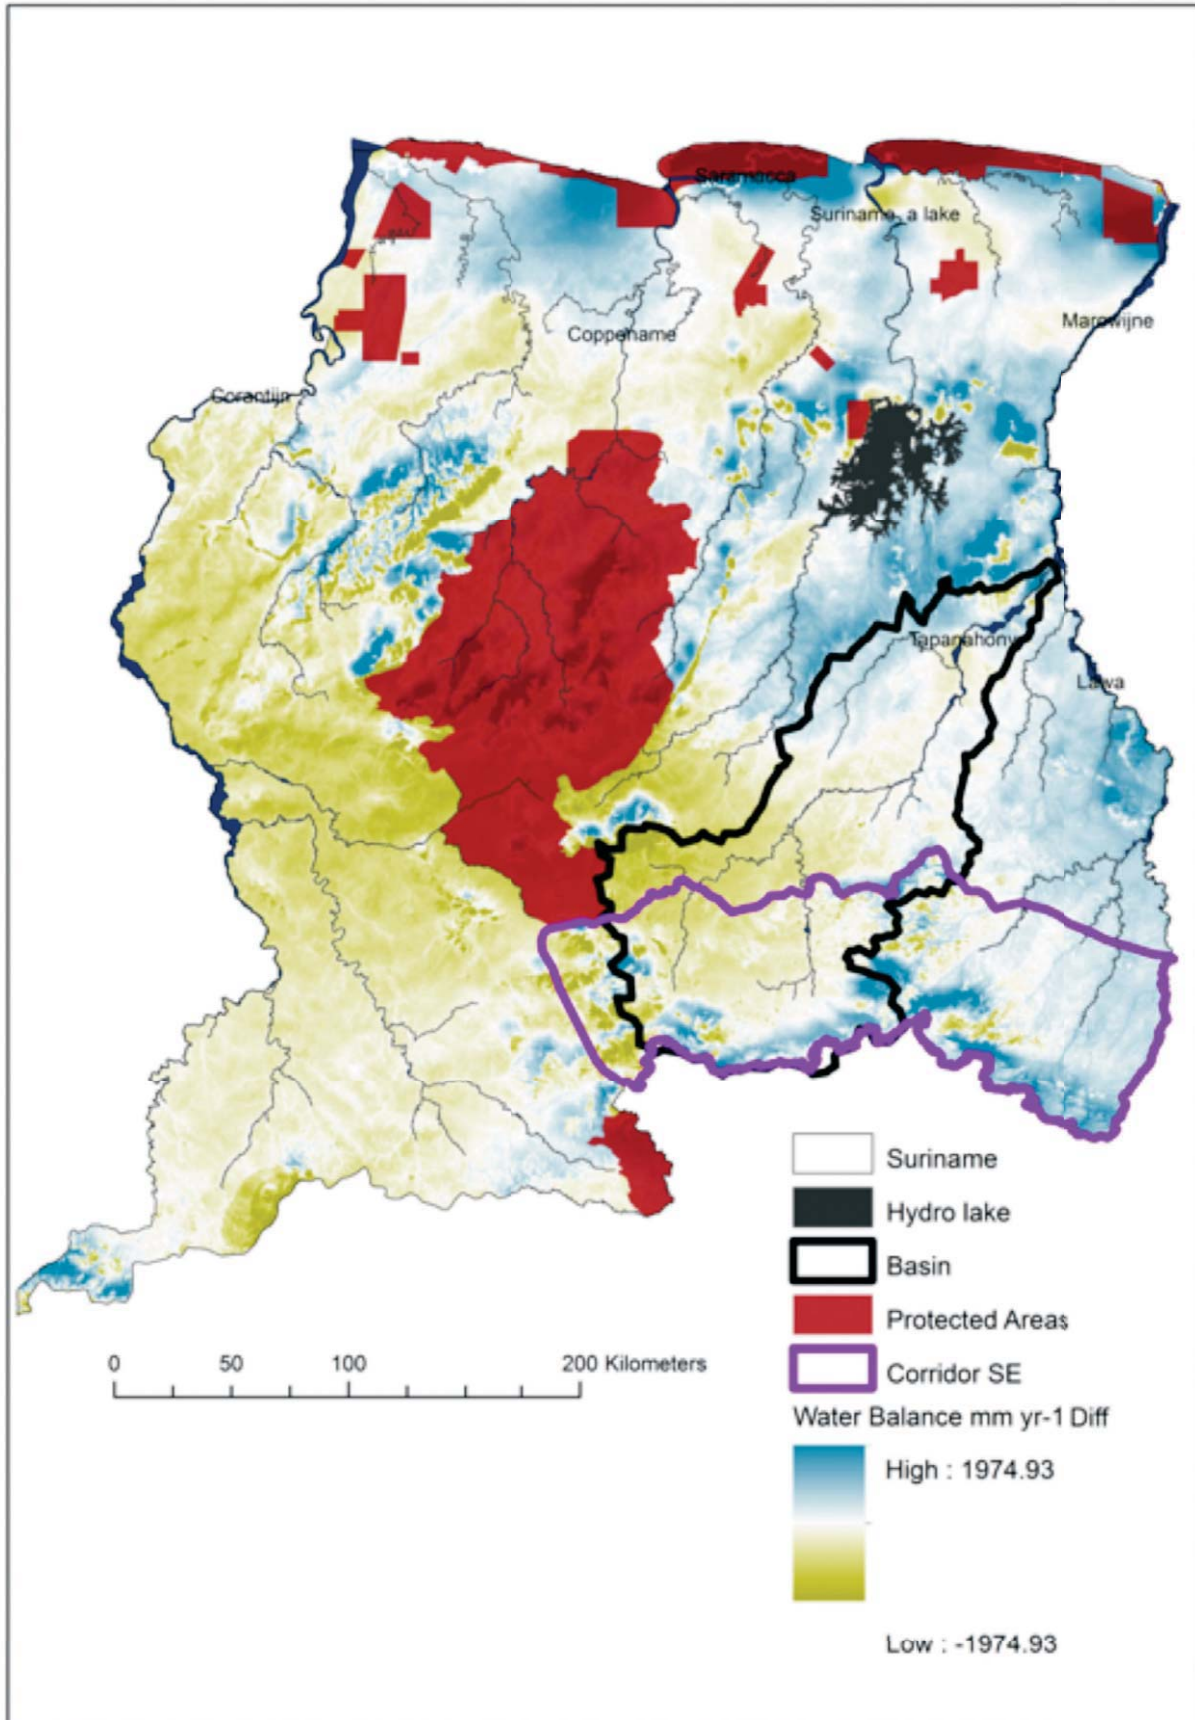 Saramacca
Suriname, a lake
Coppename
Marowijne
Corantijn
Tapanahony
Lawa
Suriname
Hydro lake
Basin
Protected Areas
Corridor SE
0 50 100 200 Kilometers
Water Balance mm yr-1 Diff
High : 1974.93
Low : -1974.93